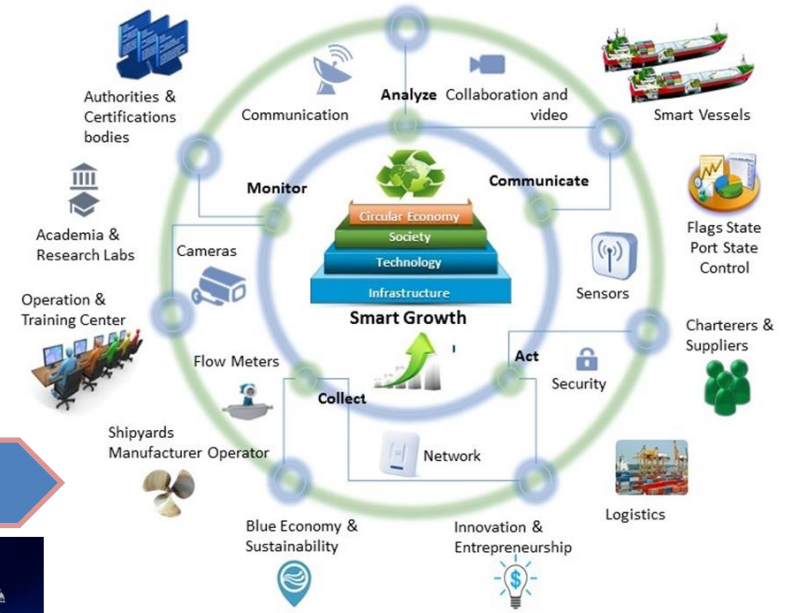 Authorities &
Certifications
bodies
Communication
Analyze
Collaboration and
video
Smart Vessels
Monitor
Communicate
Circular Economy
Society
Technology
Infrastructure
Smart Growth
Academia &
Research Labs
Cameras
Sensors
Flags State
Port State
Control
Operation &
Training Center
Charterers &
Suppliers
Flow Meters
Act
Security
Collect
Shipyards
Manufacturer Operator
Network
Logistics
Blue Economy &
Sustainability
Innovation &
Entrepreneurship
$